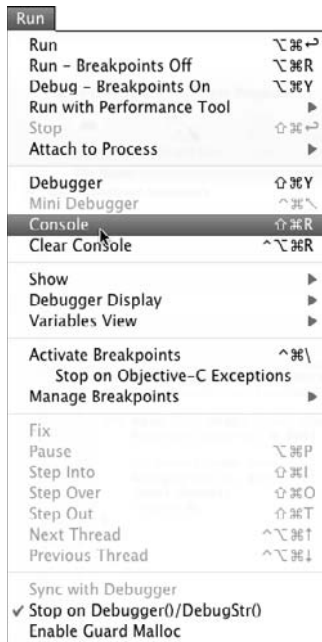 Run
Run ⌥⌘↩
Run – Breakpoints Off ⌥⌘R
Debug – Breakpoints On ⌥⌘Y
Run with Performance Tool ▶
Stop ⇧⌘↩
Attach to Process ▶
Debugger ⇧⌘Y
Mini Debugger ^⌘↖
Console ⇧⌘R
Clear Console ^⌥⌘R
Show ▶
Debugger Display ▶
Variables View ▶
Activate Breakpoints ^⌘\
Stop on Objective-C Exceptions
Manage Breakpoints ▶
Fix
Pause ⌥⌘P
Step Into ⇧⌘I
Step Over ⇧⌘O
Step Out ⇧⌘T
Next Thread ^⌥⌘↑
Previous Thread ^⌥⌘↓
Sync with Debugger
✓ Stop on Debugger()/DebugStr()
Enable Guard Malloc